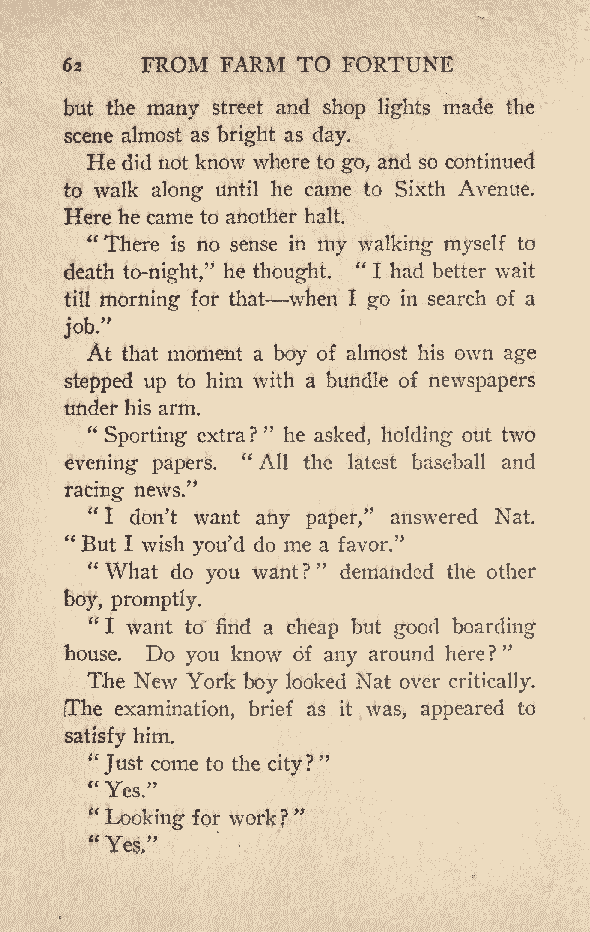 62 FROM FARM TO FORTUNE
but the many street and shop lights made the
scene almost as bright as day.
He did not know where to go, and so continued
to walk along until he came to Sixth Avenue.
Here he came to another halt.
“There is no sense in my walking myself to
death to-night,” he thought. “I had better wait
till morning for that—when I go in search of a
job.”
At that moment a boy of almost his own age
stepped up to him with a bundle of newspapers
under his arm.
“Sporting extra?” he asked, holding out two
evening papers. “All the latest baseball and
racing news.”
“I don’t want any paper,” answered Nat.
“But I wish you’d do me a favor.”
“What do you want?” demanded the other
boy, promptly.
“I want to find a cheap but good boarding
house. Do you know of any around here?”
The New York boy looked Nat over critically.
The examination, brief as it was, appeared to
satisfy him.
“Just come to the city?”
“Yes.”
“Looking for work?”
“Yes.”